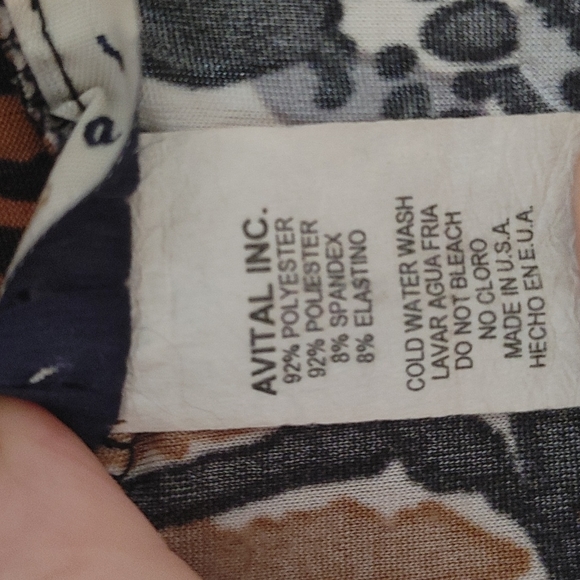 AVITAL INC.
92% POLYESTER
92% POLIESTER
8% SPANDEX
8% ELASTINO
COLD WATER WASH
LAVAR AGUA FRIA
DO NOT BLEACH
NO CLORO
MADE IN U.S.A.
HECHO EN E.U.A.